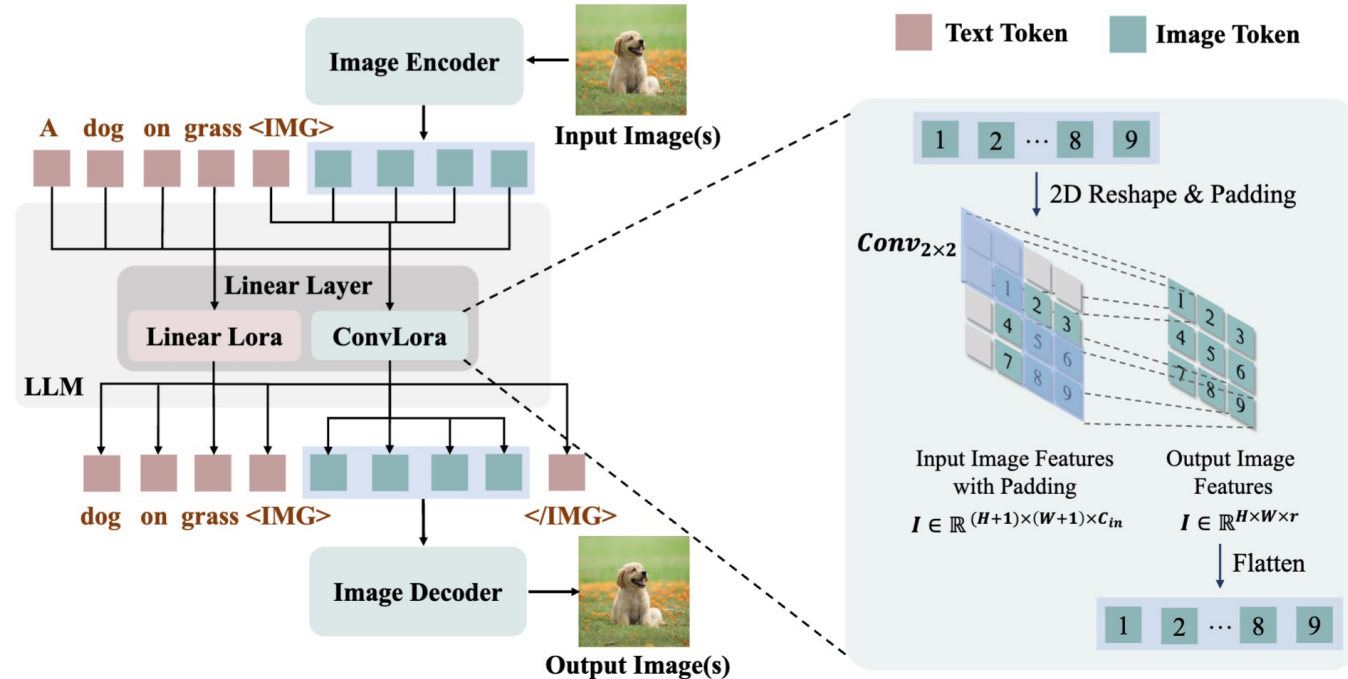 Image Encoder
Input Image(s)
Text Token
Image Token
A dog on grass <IMG>
Linear Layer
Linear Lora
ConvLora
LLM
dog on grass <IMG> </IMG>
Image Decoder
Output Image(s)
1 2 ··· 8 9
2D Reshape & Padding
Conv₂×₂
1
2
4 3
5 6
7
8 9
1 2 3
4 5 6
7 8 9
Input Image Features
with Padding
I ∈ ℝ^(H+1)×(W+1)×C_in
Output Image
Features
I ∈ ℝ^H×W×r
Flatten
1 2 ··· 8 9